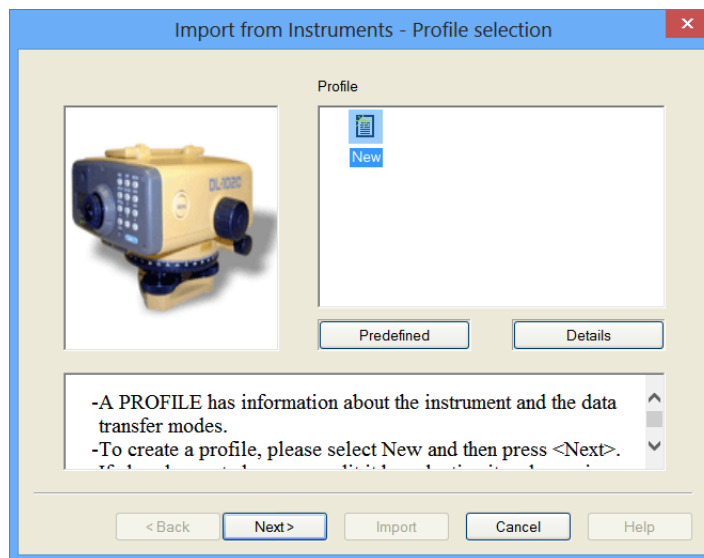 Import from Instruments - Profile selection
Profile
New
DL-102C
Predefined
Details
-A PROFILE has information about the instrument and the data
transfer modes.
-To create a profile, please select New and then press <Next>.
< Back
Next >
Import
Cancel
Help